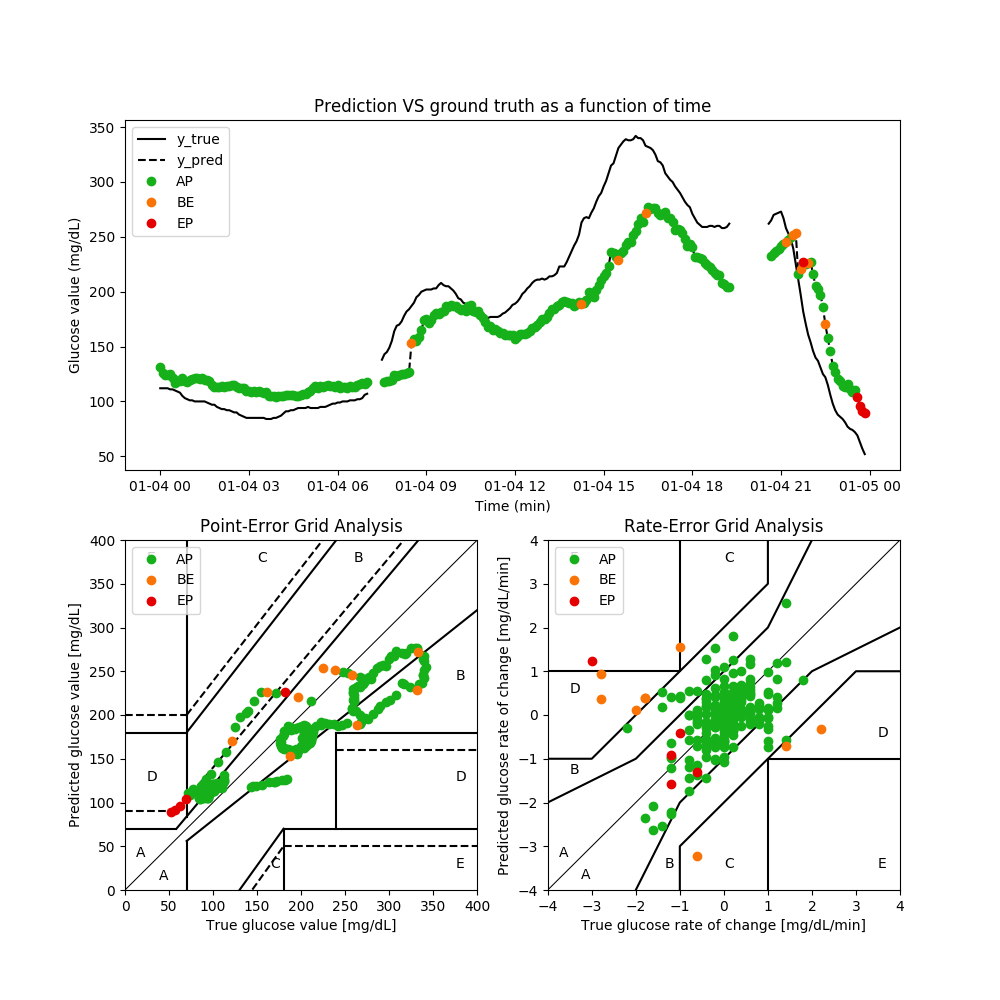 Prediction VS ground truth as a function of time
Glucose value (mg/dL)
350
300
250
200
150
100
50
y_true
y_pred
AP
BE
EP
01-04 00 01-04 03 01-04 06 01-04 09 01-04 12 01-04 15 01-04 18 01-04 21 01-05 00
Time (min)
Point-Error Grid Analysis
Predicted glucose value [mg/dL]
400
350
300
250
200
150
100
50
0
AP
BE
EP
C B
B
D D
A
A
C E
0 50 100 150 200 250 300 350 400
True glucose value [mg/dL]
Rate-Error Grid Analysis
Predicted glucose rate of change [mg/dL/min]
4
3
2
1
0
−1
−2
−3
−4
AP
BE
EP
C
D
D
B
A
A
B C E
−4 −3 −2 −1 0 1 2 3 4
True glucose rate of change [mg/dL/min]